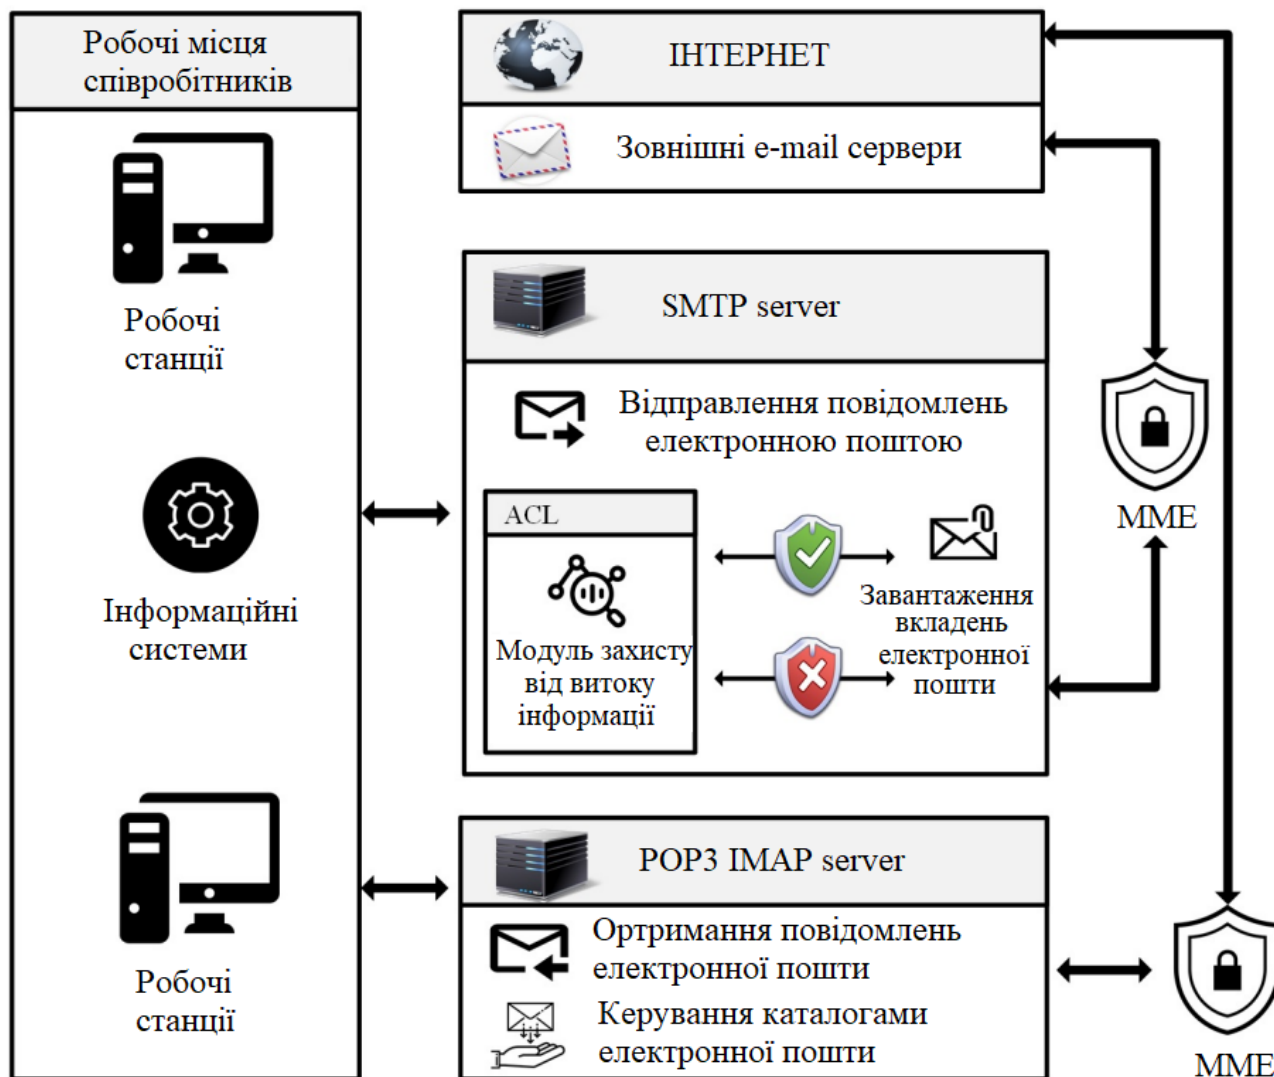 Робочі місця
співробітників
Робочі
станції
Інформаційні
системи
Робочі
станції
ІНТЕРНЕТ
Зовнішні e-mail сервери
SMTP server
Відправлення повідомлень
електронною поштою
ACL
Модуль захисту
від витоку
інформації
Завантаження
вкладень
електронної
пошти
POP3 IMAP server
Ортримання повідомлень
електронної пошти
Керування каталогами
електронної пошти
MME
MME